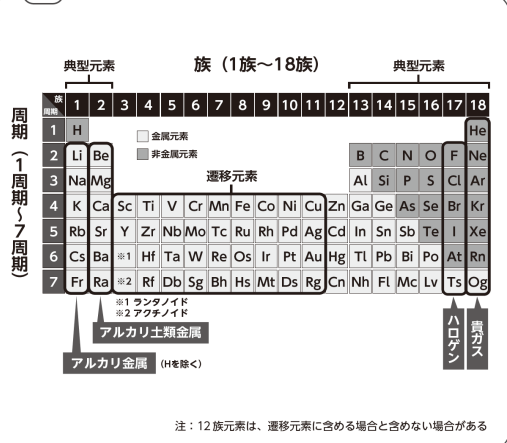 典型元素 族（1族〜18族） 典型元素
族 周期 1 2 3 4 5 6 7 8 9 10 11 12 13 14 15 16 17 18
周期（1周期〜7周期）
1 H He
金属元素
非金属元素
2 Li Be B C N O F Ne
遷移元素
3 Na Mg Al Si P S Cl Ar
4 K Ca Sc Ti V Cr Mn Fe Co Ni Cu Zn Ga Ge As Se Br Kr
5 Rb Sr Y Zr Nb Mo Tc Ru Rh Pd Ag Cd In Sn Sb Te I Xe
6 Cs Ba ※1 Hf Ta W Re Os Ir Pt Au Hg Tl Pb Bi Po At Rn
7 Fr Ra ※2 Rf Db Sg Bh Hs Mt Ds Rg Cn Nh Fl Mc Lv Ts Og
※1 ランタノイド
※2 アクチノイド
アルカリ土類金属
アルカリ金属 （Hを除く）
ハロゲン
貴ガス
注：12族元素は、遷移元素に含める場合と含めない場合がある